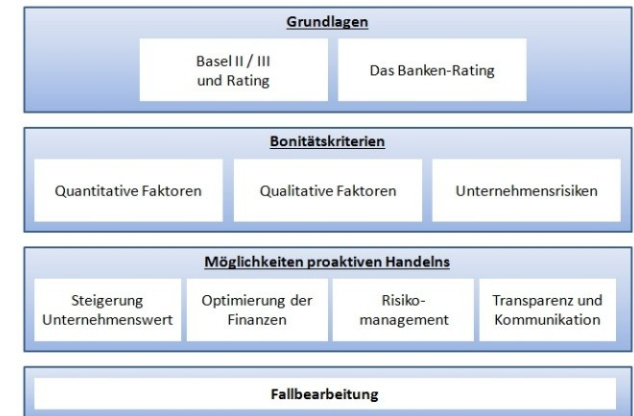 Grundlagen
Basel II / III
und Rating
Das Banken-Rating
Bonitätskriterien
Quantitative Faktoren
Qualitative Faktoren
Unternehmensrisiken
Möglichkeiten proaktiven Handelns
Steigerung
Unternehmenswert
Optimierung der
Finanzen
Risiko-
management
Transparenz und
Kommunikation
Fallbearbeitung